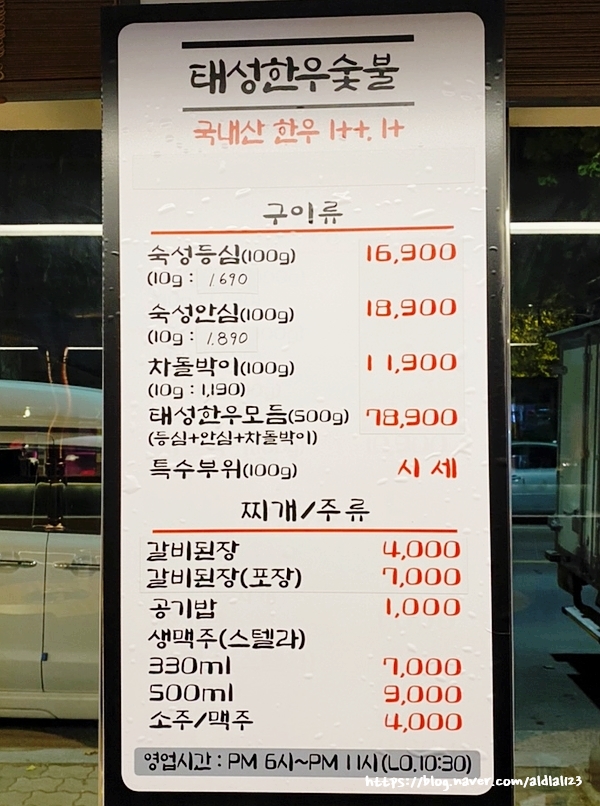 태성한우숯불
국내산 한우 1++, 1+
구이류
숙성등심(100g) 16,900
(10g : 1690
숙성안심(100g) 18,900
(10g : 1.890
차돌박이(100g) 11,900
(10g : 1,190)
태성한우모듬(500g) 78,900
(등심+안심+차돌박이)
특수부위(100g) 시 세
찌개/주류
갈비된장 4,000
갈비된장(포장) 7,000
공기밥 1,000
생맥주(스텔라)
330ml 7,000
500ml 9,000
소주/맥주 4,000
영업시간 : PM 6시~PM 11시(LO.10:30)
https://blog.naver.com/aldlal123